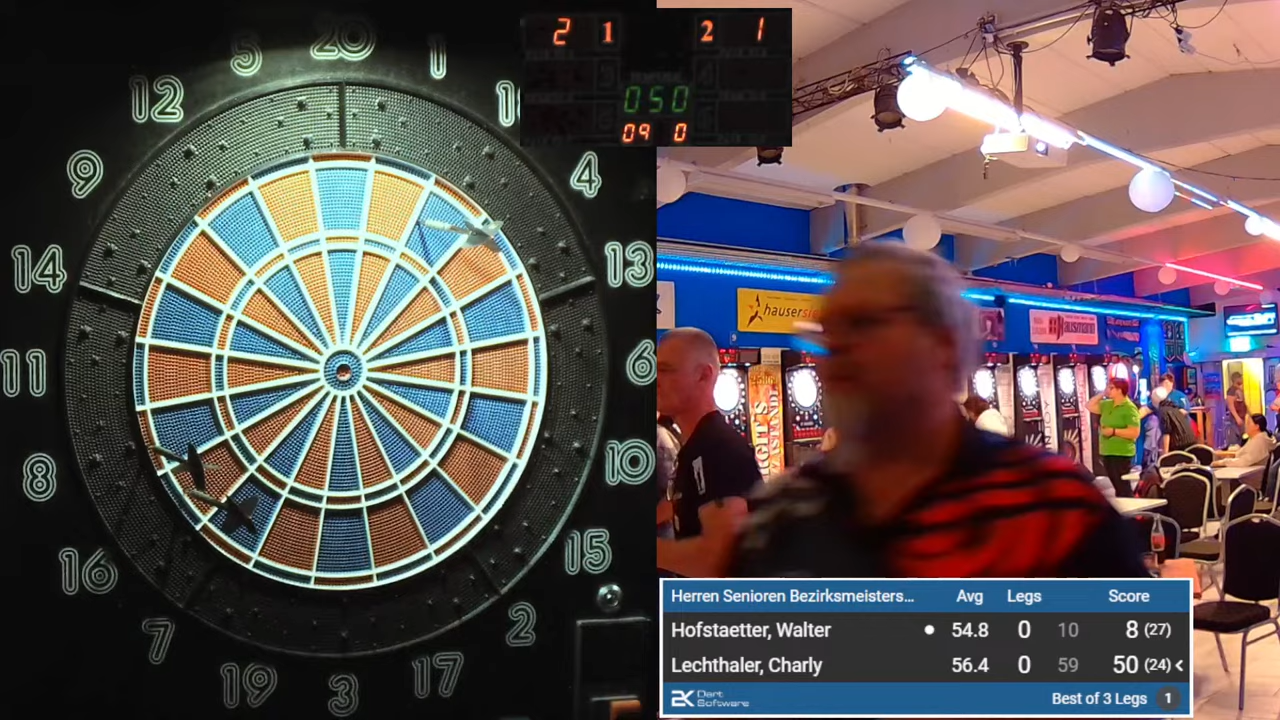 2 1 2 1
050
09 0
5 20 1
12
9 4
14 13
11 6
8 10
16 15
7 2
19 3 17
hausers
Hausmann
Herren Senioren Bezirksmeisters... Avg Legs Score
Hofstaetter, Walter 54.8 0 10 8 (27)
Lechthaler, Charly 56.4 0 59 50 (24)
2K Dart Software Best of 3 Legs 1